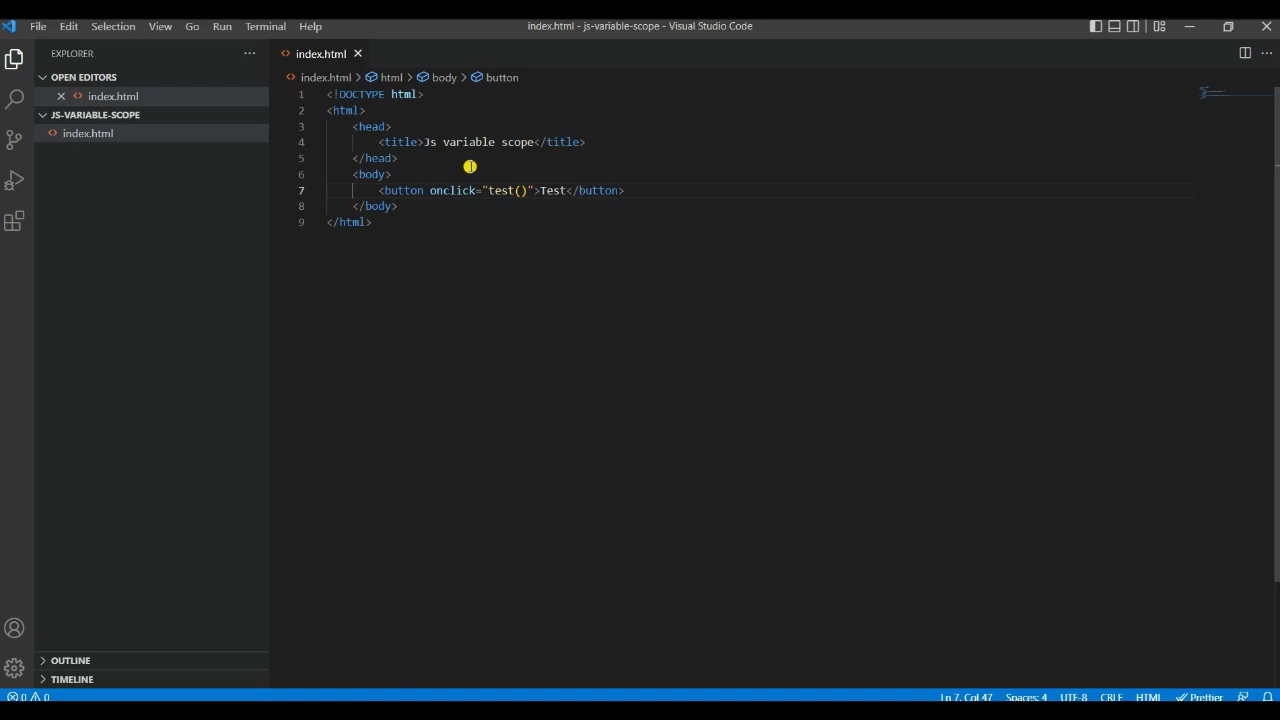 File Edit Selection View Go Run Terminal Help
index.html - js-variable-scope - Visual Studio Code
EXPLORER
OPEN EDITORS
index.html
JS-VARIABLE-SCOPE
index.html
OUTLINE
TIMELINE
index.html
index.html > html > body > button
1 <!DOCTYPE html>
2 <html>
3 <head>
4 <title>Js variable scope</title>
5 </head>
6 <body>
7 <button onclick="test()">Test</button>
8 </body>
9 </html>
0 0 Ln 7, Col 47 Spaces: 4 UTF-8 CRLF HTML Prettier